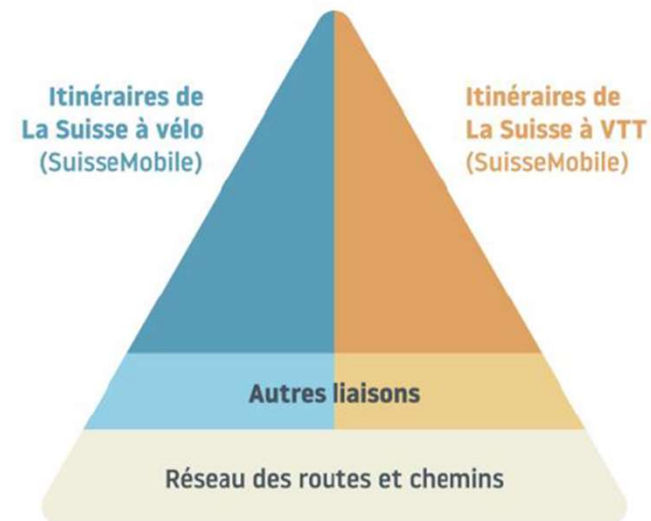 Itinéraires de
La Suisse à vélo
(SuisseMobile)
Itinéraires de
La Suisse à VTT
(SuisseMobile)
Autres liaisons
Réseau des routes et chemins